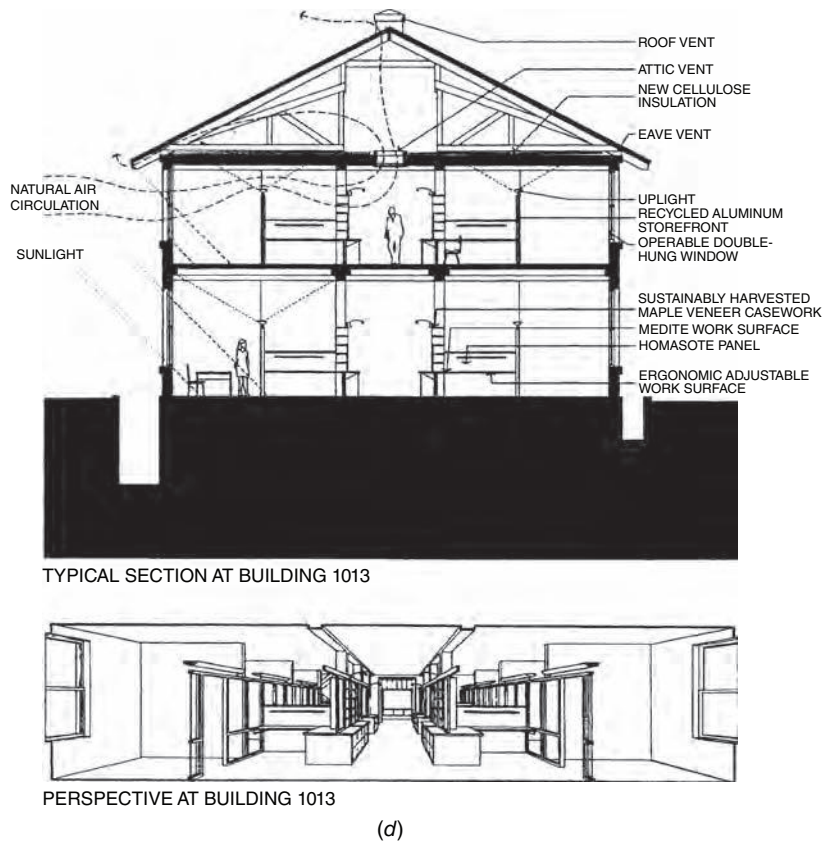 ROOF VENT
ATTIC VENT
NEW CELLULOSE
INSULATION
EAVE VENT
NATURAL AIR
CIRCULATION
SUNLIGHT
UPLIGHT
RECYCLED ALUMINUM
STOREFRONT
OPERABLE DOUBLE-
HUNG WINDOW
SUSTAINABLY HARVESTED
MAPLE VENEER CASEWORK
MEDITE WORK SURFACE
HOMASOTE PANEL
ERGONOMIC ADJUSTABLE
WORK SURFACE
TYPICAL SECTION AT BUILDING 1013
PERSPECTIVE AT BUILDING 1013
(d)